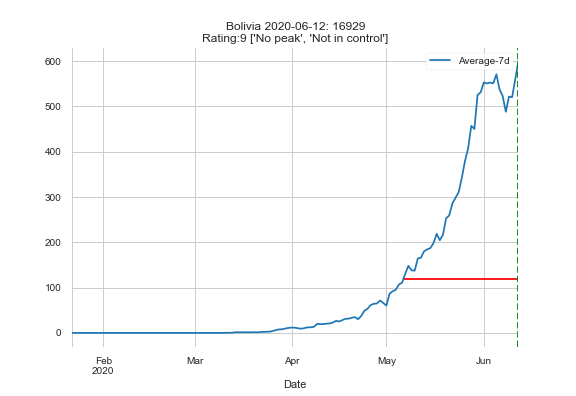 Bolivia 2020-06-12: 16929
Rating:9 ['No peak', 'Not in control']
Average-7d
600
500
400
300
200
100
0
Feb Mar Apr May Jun
2020
Date